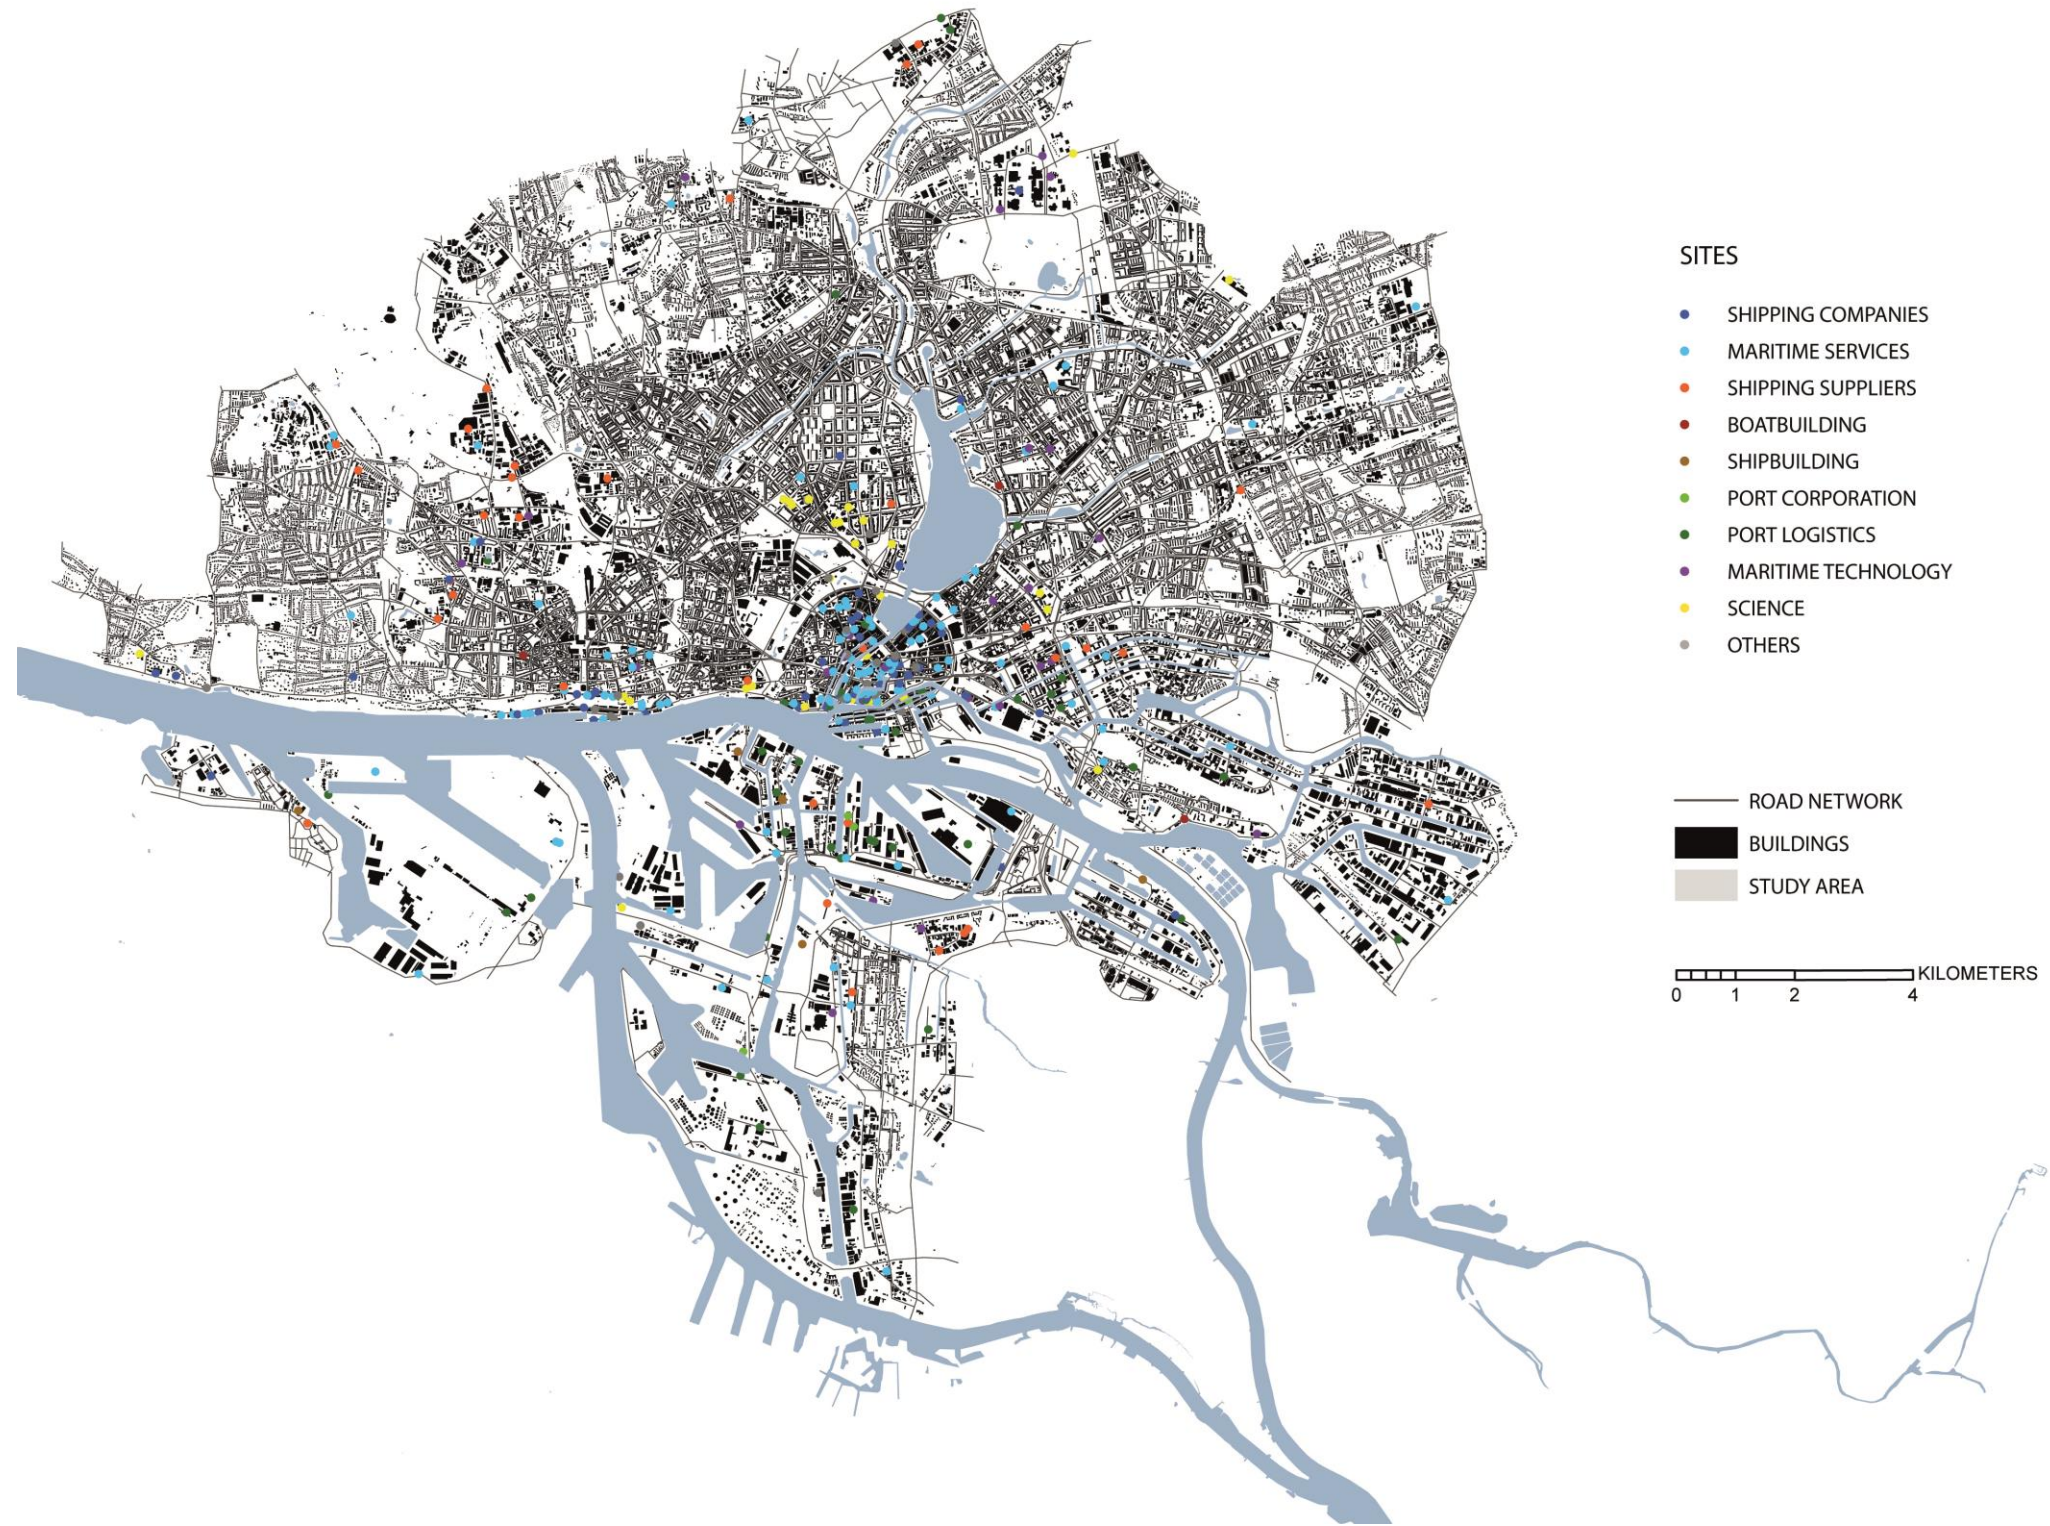 SITES
SHIPPING COMPANIES
MARITIME SERVICES
SHIPPING SUPPLIERS
BOATBUILDING
SHIPBUILDING
PORT CORPORATION
PORT LOGISTICS
MARITIME TECHNOLOGY
SCIENCE
OTHERS
ROAD NETWORK
BUILDINGS
STUDY AREA
KILOMETERS
0 1 2 4